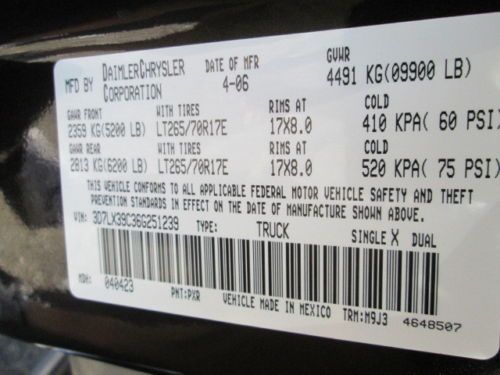 MFD BY DAIMLERCHRYSLER CORPORATION DATE OF MFR 4-06 GVWR 4491 KG(09900 LB)
GAWR FRONT WITH TIRES RIMS AT COLD
2359 KG(5200 LB) LT265/70R17E 17X8.0 410 KPA( 60 PSI)
GAWR REAR WITH TIRES RIMS AT COLD
2813 KG(6200 LB) LT265/70R17E 17X8.0 520 KPA( 75 PSI)
THIS VEHICLE CONFORMS TO ALL APPLICABLE FEDERAL MOTOR VEHICLE SAFETY AND THEFT
PREVENTION STANDARDS IN EFFECT ON THE DATE OF MANUFACTURE SHOWN ABOVE.
VIN: 3D7LX39C36G251239 TYPE: TRUCK SINGLE X DUAL
MDH: 040423 PNT:PXR VEHICLE MADE IN MEXICO TRM:M9J3 4648507